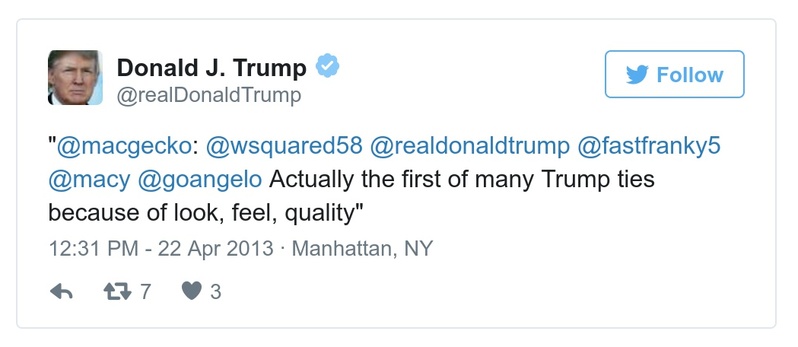 Donald J. Trump
@realDonaldTrump
Follow
"@macgecko: @wsquared58 @realdonaldtrump @fastfranky5
@macy @goangelo Actually the first of many Trump ties
because of look, feel, quality"
12:31 PM - 22 Apr 2013 · Manhattan, NY
7 3